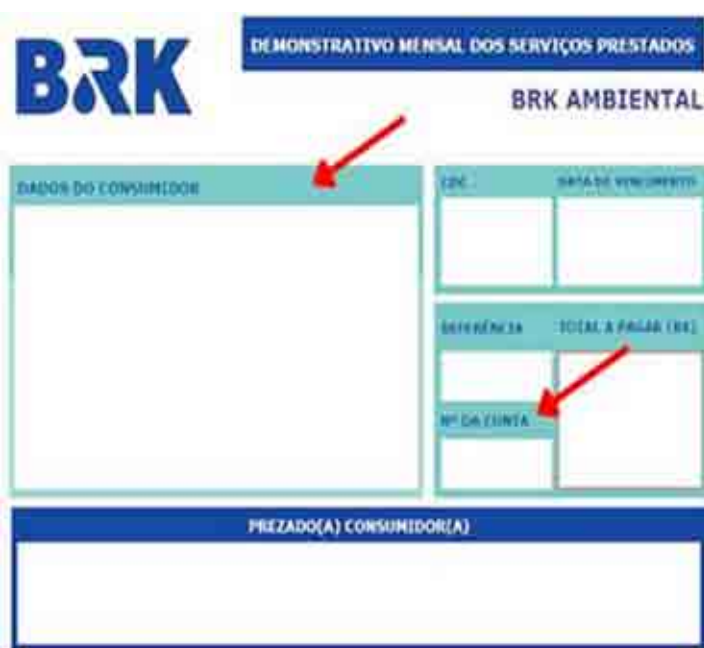 BRK
DEMONSTRATIVO MENSAL DOS SERVIÇOS PRESTADOS
BRK AMBIENTAL
DADOS DO CONSUMIDOR
CDC
DATA DE VENCIMENTO
REFERÊNCIA
TOTAL A PAGAR (R$)
Nº DA CONTA
PREZADO(A) CONSUMIDOR(A)